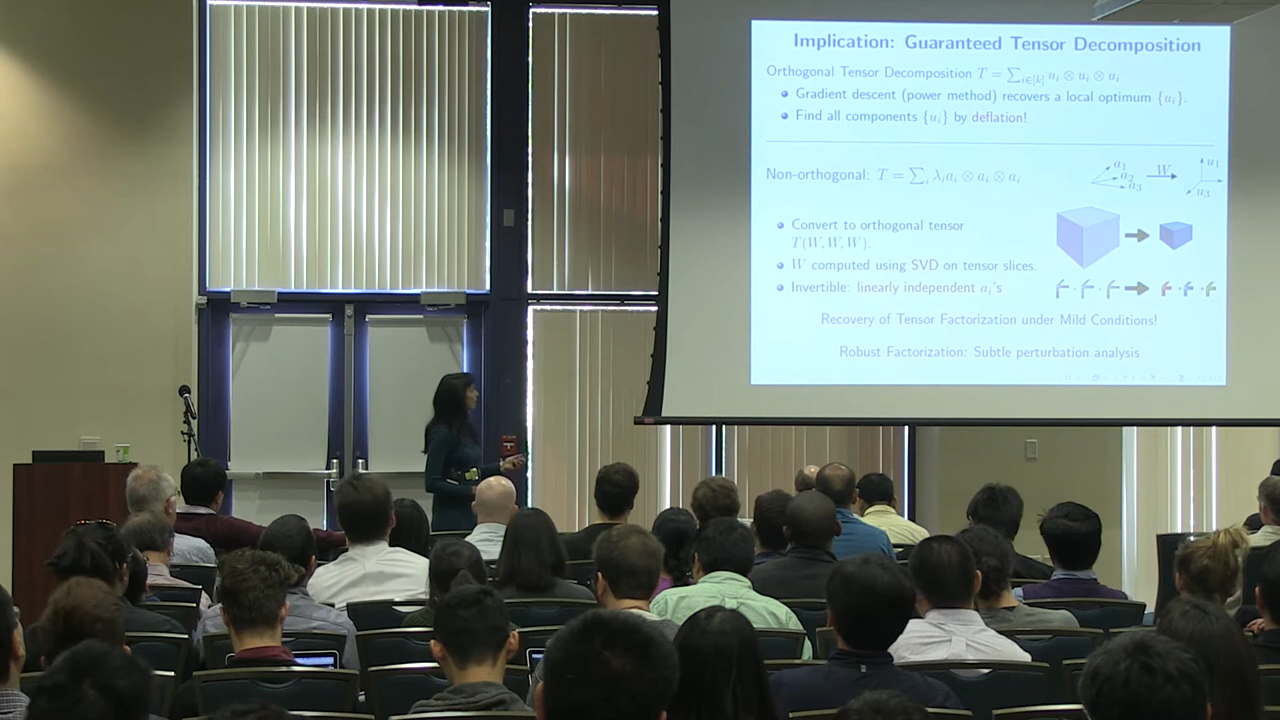 Implication: Guaranteed Tensor Decomposition
Orthogonal Tensor Decomposition T = ∑_{i∈[k]} u_i ⊗ u_i ⊗ u_i
Gradient descent (power method) recovers a local optimum {u_i}.
Find all components {u_i} by deflation!
Non-orthogonal: T = ∑_i λ_i a_i ⊗ a_i ⊗ a_i
a_1 a_2 a_3 W u_1 u_3
Convert to orthogonal tensor
T(W, W, W).
W computed using SVD on tensor slices.
Invertible: linearly independent a_i's
Recovery of Tensor Factorization under Mild Conditions!
Robust Factorization: Subtle perturbation analysis